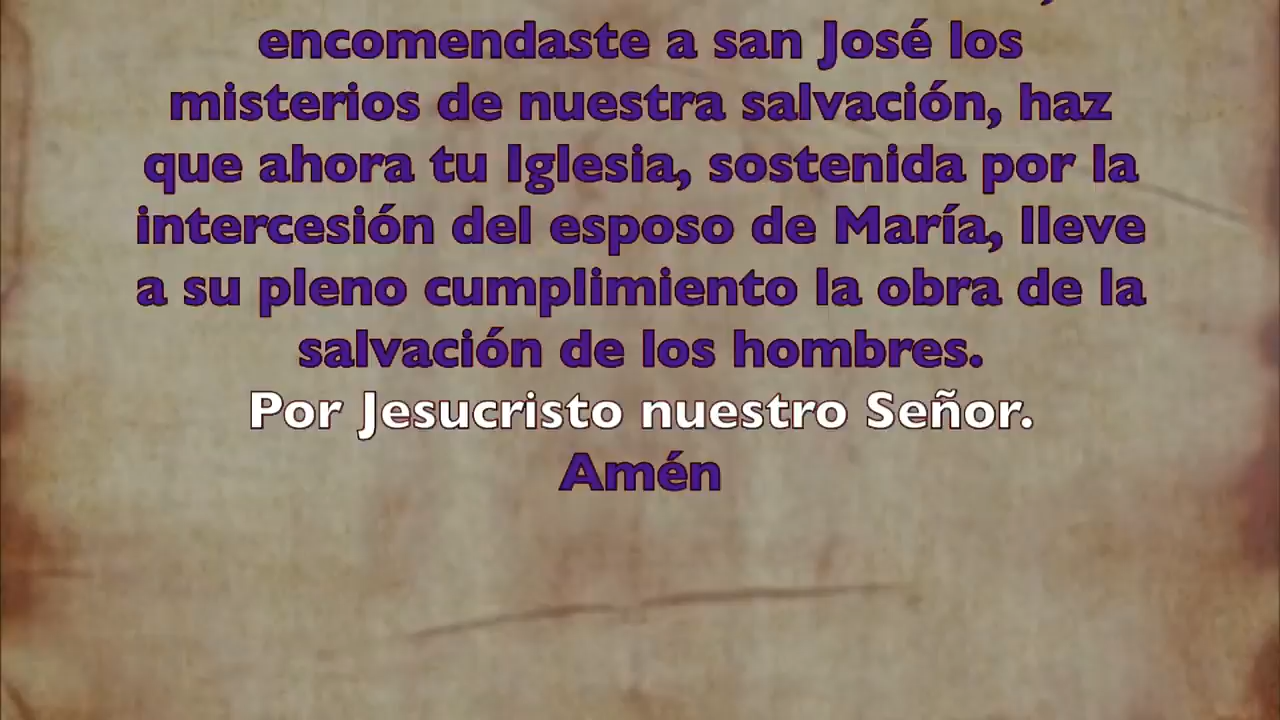 encomendaste a san José los
misterios de nuestra salvación, haz
que ahora tu Iglesia, sostenida por la
intercesión del esposo de María, lleve
a su pleno cumplimiento la obra de la
salvación de los hombres.
Por Jesucristo nuestro Señor.
Amén